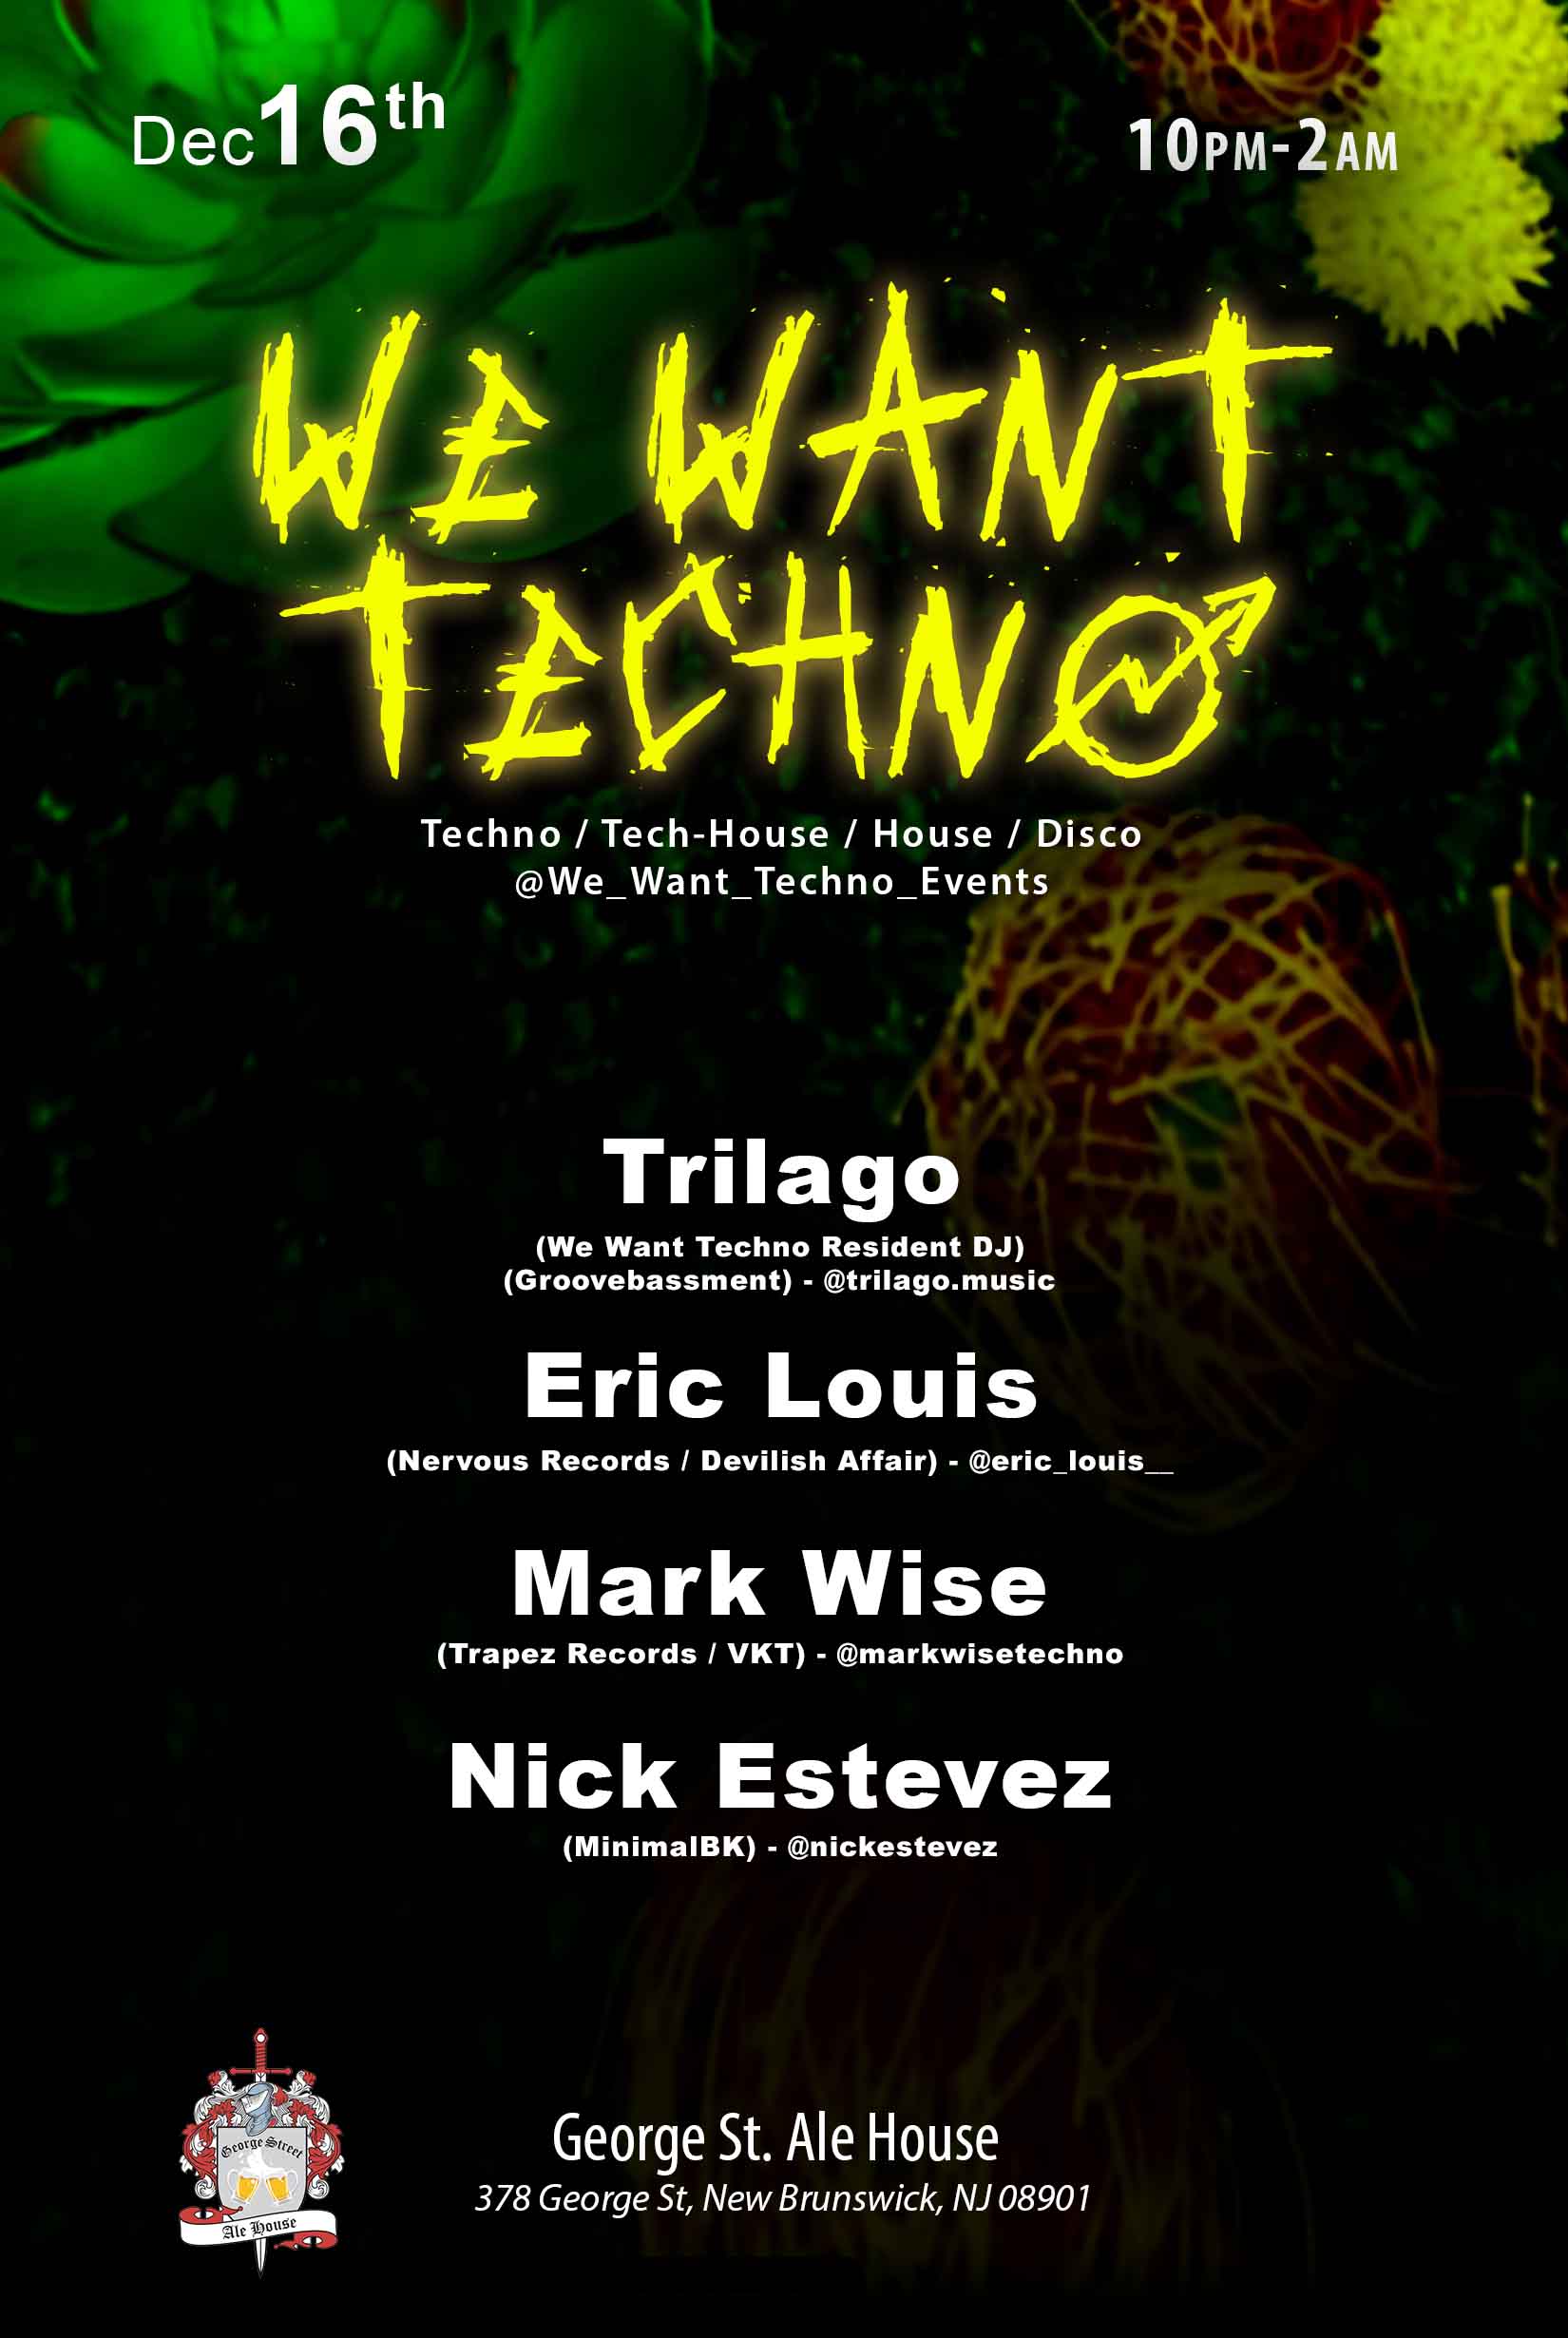 Dec 16th
10PM-2AM
WE WANT
TECHNO
Techno / Tech-House / House / Disco
@We_Want_Techno_Events
Trilago
(We Want Techno Resident DJ)
(Groovebassment) - @trilago.music
Eric Louis
(Nervous Records / Devilish Affair) - @eric_louis__
Mark Wise
(Trapez Records / VKT) - @markwisetechno
Nick Estevez
(MinimalBK) - @nickestevez
George Street
Ale House
George St. Ale House
378 George St, New Brunswick, NJ 08901